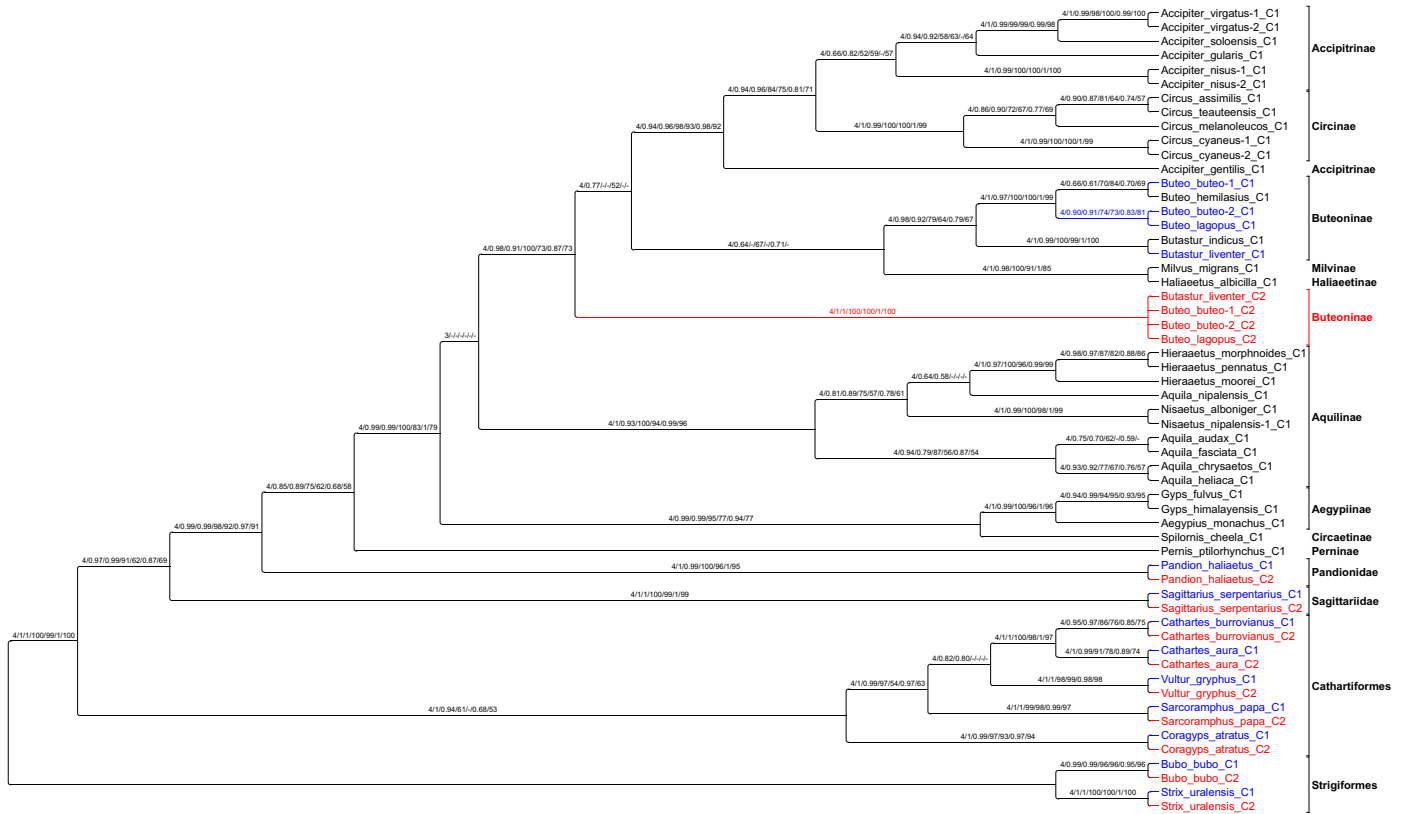 4/1/0.99/98/100/0.99/100 Accipiter_virgatus-1_C1
4/1/0.99/99/99/0.99/98 Accipiter_virgatus-2_C1
4/0.94/0.92/58/63/-/64 Accipiter_soloensis_C1
Accipitrinae
4/0.66/0.82/52/59/-/57 Accipiter_gularis_C1
4/1/0.99/100/100/1/100 Accipiter_nisus-1_C1
Accipiter_nisus-2_C1
4/0.94/0.96/84/75/0.81/71
4/0.90/0.87/81/64/0.74/57 Circus_assimilis_C1
4/0.86/0.90/72/67/0.77/69 Circus_teauteensis_C1
4/0.94/0.96/98/93/0.98/92 4/1/0.99/100/100/1/99 Circus_melanoleucos_C1 Circinae
4/1/0.99/100/100/1/99 Circus_cyaneus-1_C1
Circus_cyaneus-2_C1
Accipiter_gentilis_C1 Accipitrinae
4/0.77/-/-/52/-/- 4/0.66/0.61/70/84/0.70/69 Buteo_buteo-1_C1
4/1/0.97/100/100/1/99 Buteo_hemilasius_C1
4/0.90/0.91/74/73/0.83/81 Buteo_buteo-2_C1
Buteoninae
4/0.98/0.92/79/64/0.79/67 Buteo_lagopus_C1
4/0.64/-/67/-/0.71/- 4/1/0.99/100/99/1/100 Butastur_indicus_C1
4/0.98/0.91/100/73/0.87/73 Butastur_liventer_C1
4/1/0.98/100/91/1/85 Milvus_migrans_C1 Milvinae
Haliaeetus_albicilla_C1 Haliaeetinae
Butastur_liventer_C2
4/1/1/100/100/1/100 Buteo_buteo-1_C2
Buteoninae
Buteo_buteo-2_C2
3/-/-/-/-/-/- Buteo_lagopus_C2
4/0.98/0.97/87/82/0.88/86 Hieraaetus_morphnoides_C1
4/1/0.97/100/96/0.99/99 Hieraaetus_pennatus_C1
4/0.64/0.58/-/-/-/- Hieraaetus_moorei_C1
4/0.81/0.89/75/57/0.78/61 Aquila_nipalensis_C1
4/1/0.99/100/98/1/99 Nisaetus_alboniger_C1
Aquilinae
4/1/0.93/100/94/0.99/96 Nisaetus_nipalensis-1_C1
4/0.99/0.99/100/83/1/79 4/0.75/0.70/62/-/0.59/- Aquila_audax_C1
4/0.94/0.79/87/56/0.87/54 Aquila_fasciata_C1
4/0.93/0.92/77/67/0.76/57 Aquila_chrysaetos_C1
Aquila_heliaca_C1
4/0.85/0.89/75/62/0.68/58 4/0.94/0.99/94/95/0.93/95 Gyps_fulvus_C1
4/1/0.99/100/96/1/96 Gyps_himalayensis_C1 Aegypiinae
4/0.99/0.99/95/77/0.94/77 Aegypius_monachus_C1
4/0.99/0.99/98/92/0.97/91 Spilornis_cheela_C1 Circaetinae
Pernis_ptilorhynchus_C1 Perninae
4/0.97/0.99/91/62/0.87/69 4/1/0.99/100/96/1/95 Pandion_haliaetus_C1
Pandionidae
Pandion_haliaetus_C2
4/1/1/100/99/1/99 Sagittarius_serpentarius_C1
Sagittariidae
Sagittarius_serpentarius_C2
4/0.95/0.97/86/76/0.85/75 Cathartes_burrovianus_C1
4/1/1/100/99/1/100 4/1/1/100/98/1/97 Cathartes_burrovianus_C2
4/1/0.99/91/78/0.89/74 Cathartes_aura_C1
4/0.82/0.80/-/-/-/- Cathartes_aura_C2
4/1/1/98/99/0.98/98 Vultur_gryphus_C1
Cathartiformes
4/1/0.99/97/54/0.97/63 Vultur_gryphus_C2
4/1/0.94/61/-/0.68/53 4/1/1/99/98/0.99/97 Sarcoramphus_papa_C1
Sarcoramphus_papa_C2
4/1/0.99/97/93/0.97/94 Coragyps_atratus_C1
Coragyps_atratus_C2
4/0.99/0.99/96/96/0.95/96 Bubo_bubo_C1
Bubo_bubo_C2
Strigiformes
4/1/1/100/100/1/100 Strix_uralensis_C1
Strix_uralensis_C2